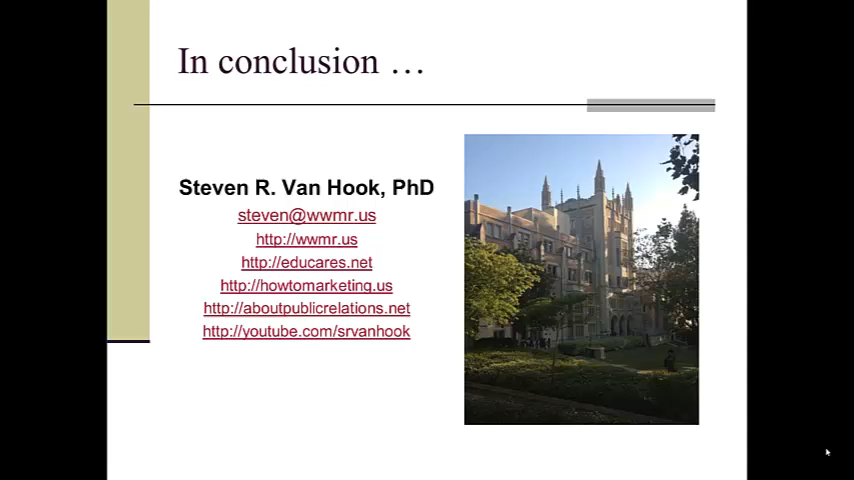 In conclusion …
Steven R. Van Hook, PhD
steven@wwmr.us
http://wwmr.us
http://educares.net
http://howtomarketing.us
http://aboutpublicrelations.net
http://youtube.com/srvanhook